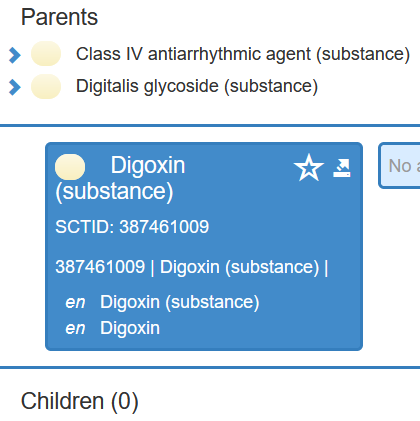 Parents
Class IV antiarrhythmic agent (substance)
Digitalis glycoside (substance)
Digoxin
(substance)
SCTID: 387461009
387461009 | Digoxin (substance) |
en Digoxin (substance)
en Digoxin
No
Children (0)